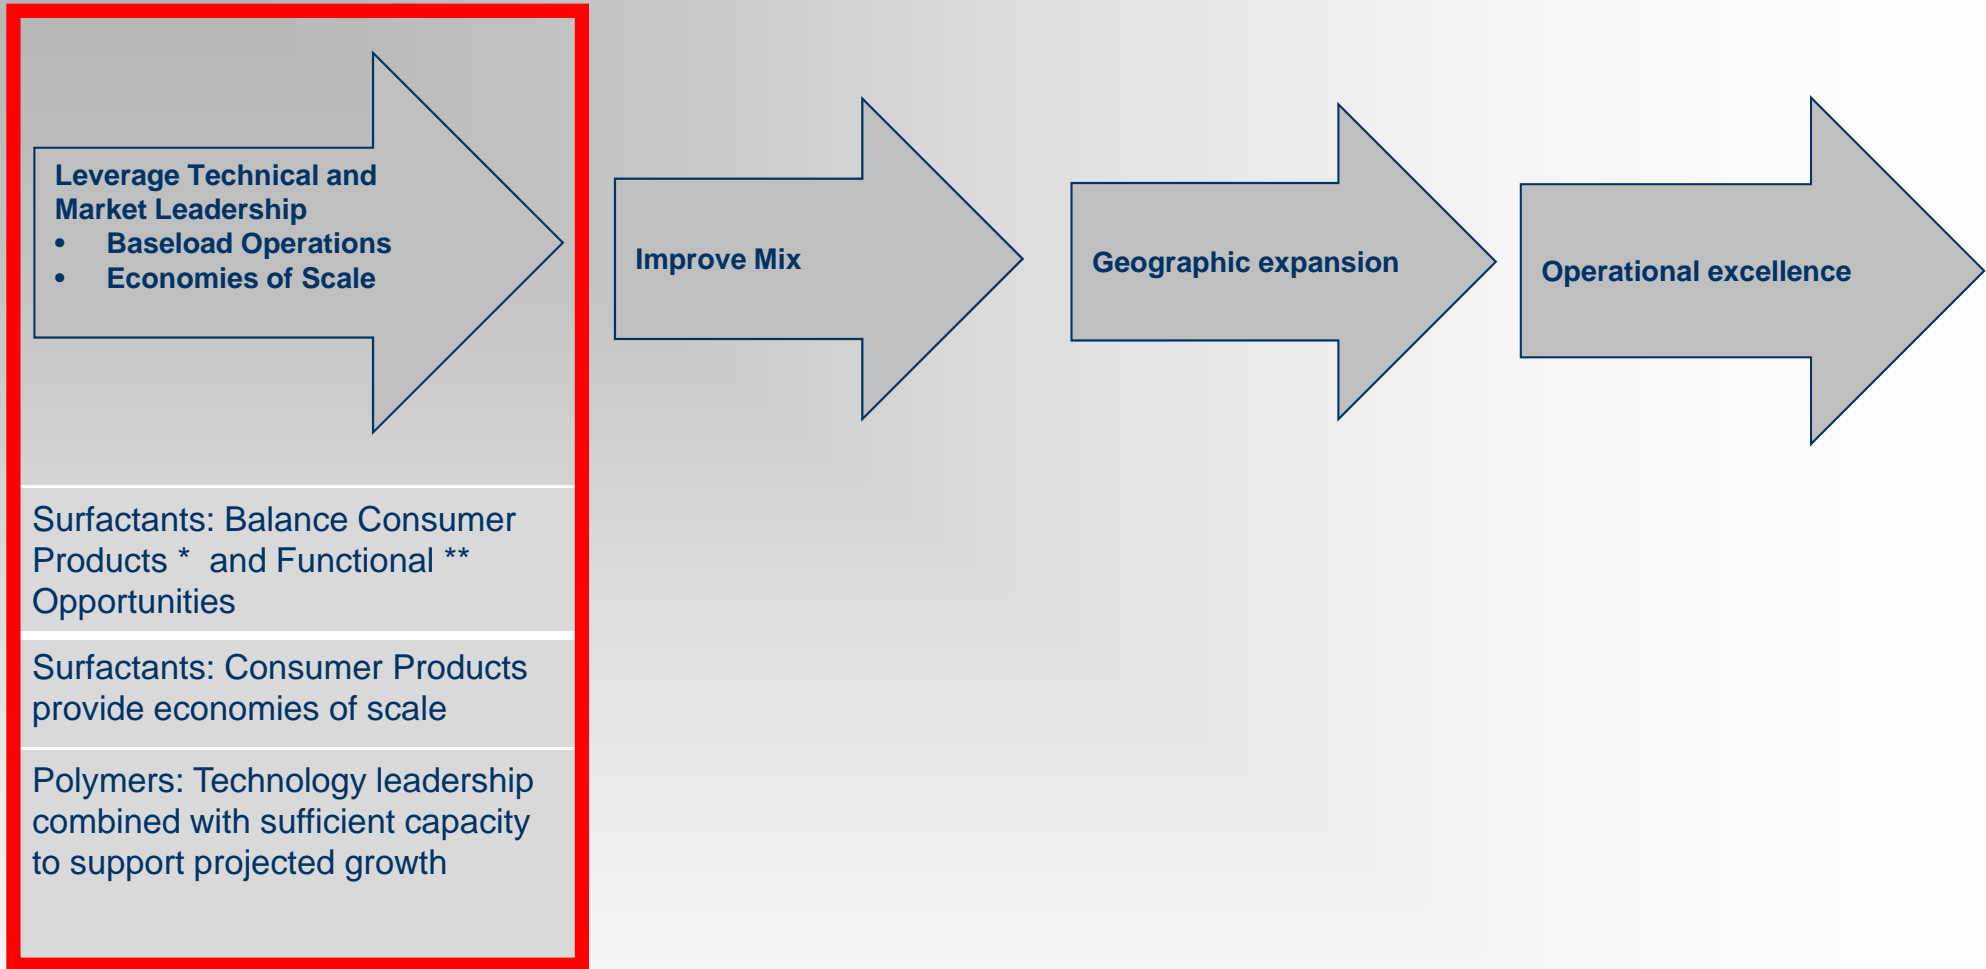 Leverage Technical and
Market Leadership
• Baseload Operations
• Economies of Scale
Improve Mix
Geographic expansion
Operational excellence
Surfactants: Balance Consumer
Products * and Functional **
Opportunities
Surfactants: Consumer Products
provide economies of scale
Polymers: Technology leadership
combined with sufficient capacity
to support projected growth